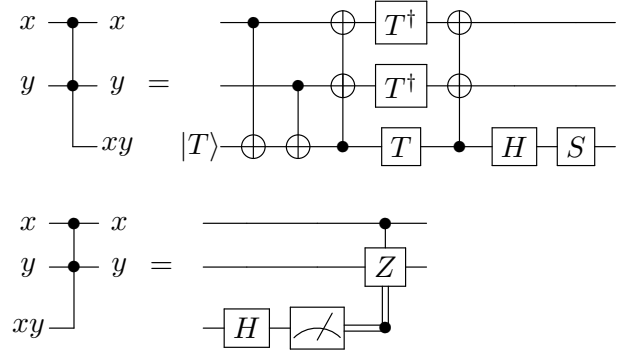 x x T†
y y = T†
xy |T⟩ T H S
x x
y y = Z
xy H